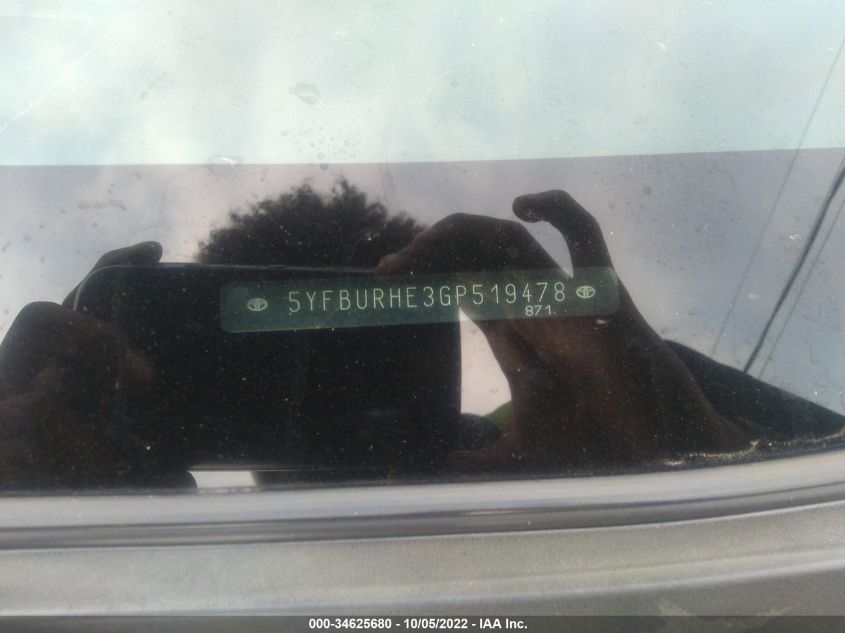 5YFBURHE3GP519478
871.
000-34625680 - 10/05/2022 - IAA Inc.